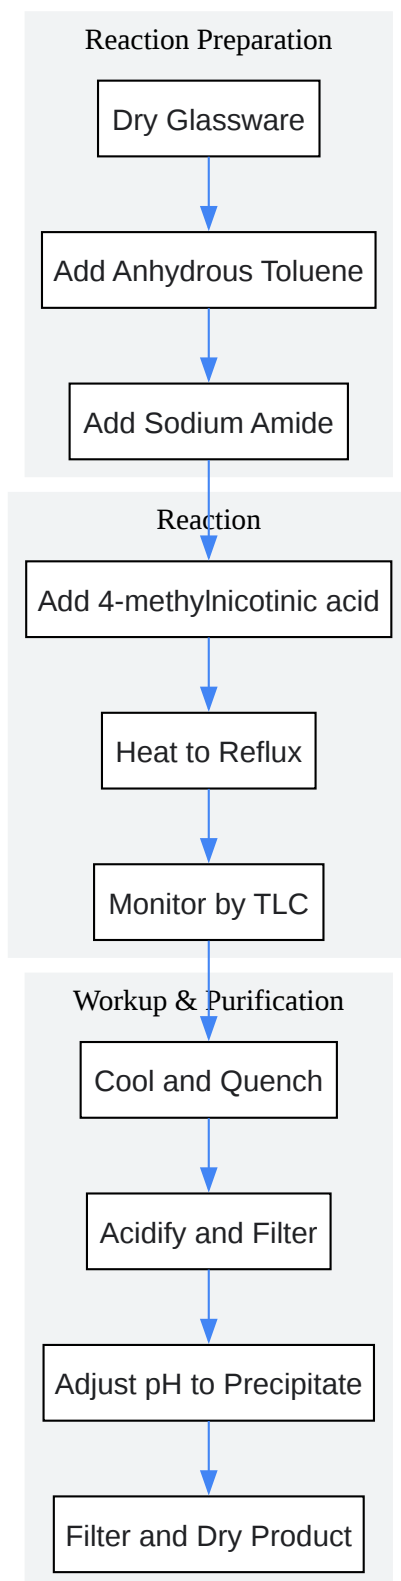 Reaction Preparation
Dry Glassware
Add Anhydrous Toluene
Add Sodium Amide
Reaction
Add 4-methylnicotinic acid
Heat to Reflux
Monitor by TLC
Workup & Purification
Cool and Quench
Acidify and Filter
Adjust pH to Precipitate
Filter and Dry Product